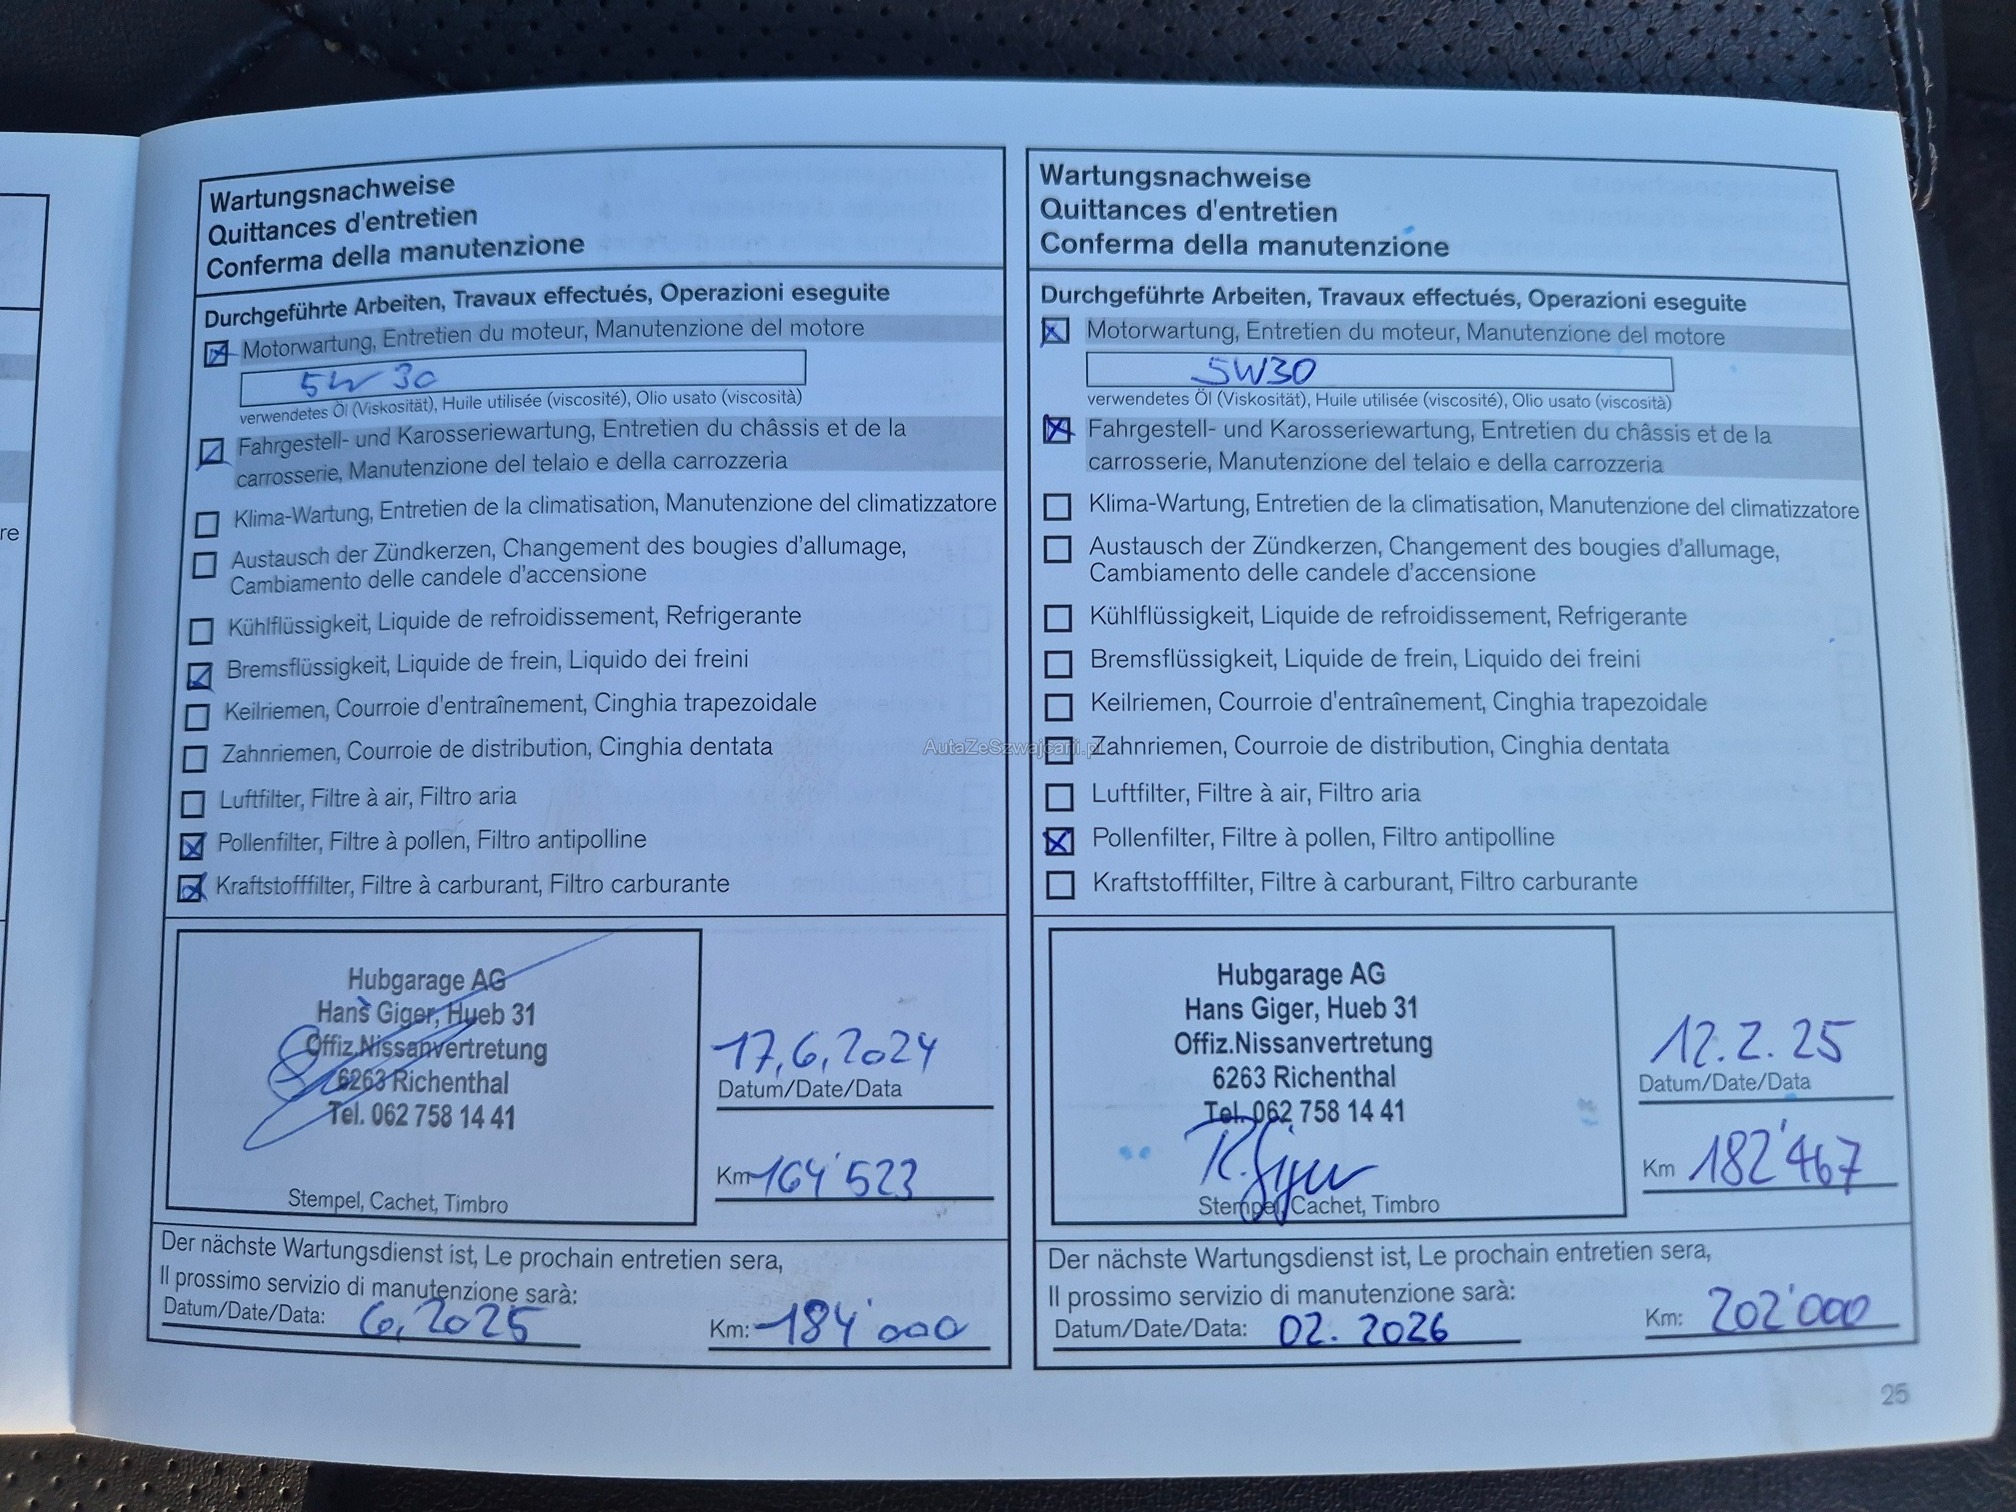 re
Wartungsnachweise
Quittances d'entretien
Conferma della manutenzione
Durchgeführte Arbeiten, Travaux effectués, Operazioni eseguite
Motorwartung, Entretien du moteur, Manutenzione del motore
5W30
verwendetes Öl (Viskosität), Huile utilisée (viscosité), Olio usato (viscosità)
Fahrgestell- und Karosseriewartung, Entretien du châssis et de la
carrosserie, Manutenzione del telaio e della carrozzeria
Klima-Wartung, Entretien de la climatisation, Manutenzione del climatizzatore
Austausch der Zündkerzen, Changement des bougies d'allumage,
Cambiamento delle candele d'accensione
Kühlflüssigkeit, Liquide de refroidissement, Refrigerante
Bremsflüssigkeit, Liquide de frein, Liquido dei freini
Keilriemen, Courroie d'entraînement, Cinghia trapezoidale
Zahnriemen, Courroie de distribution, Cinghia dentata
Luftfilter, Filtre à air, Filtro aria
Pollenfilter, Filtre à pollen, Filtro antipolline
Kraftstofffilter, Filtre à carburant, Filtro carburante
Hubgarage AG
Hans Giger, Hueb 31
Offiz.Nissanvertretung
6263 Richenthal
Tel. 062 758 14 41
Stempel, Cachet, Timbro
17.6.2024
Datum/Date/Data
Km 164'523
Der nächste Wartungsdienst ist, Le prochain entretien sera,
Il prossimo servizio di manutenzione sarà:
Datum/Date/Data: 6.2025
Km: 184'000
Wartungsnachweise
Quittances d'entretien
Conferma della manutenzione
Durchgeführte Arbeiten, Travaux effectués, Operazioni eseguite
Motorwartung, Entretien du moteur, Manutenzione del motore
5W30
verwendetes Öl (Viskosität), Huile utilisée (viscosité), Olio usato (viscosità)
Fahrgestell- und Karosseriewartung, Entretien du châssis et de la
carrosserie, Manutenzione del telaio e della carrozzeria
Klima-Wartung, Entretien de la climatisation, Manutenzione del climatizzatore
Austausch der Zündkerzen, Changement des bougies d'allumage,
Cambiamento delle candele d'accensione
Kühlflüssigkeit, Liquide de refroidissement, Refrigerante
Bremsflüssigkeit, Liquide de frein, Liquido dei freini
Keilriemen, Courroie d'entraînement, Cinghia trapezoidale
Zahnriemen, Courroie de distribution, Cinghia dentata
Luftfilter, Filtre à air, Filtro aria
Pollenfilter, Filtre à pollen, Filtro antipolline
Kraftstofffilter, Filtre à carburant, Filtro carburante
Hubgarage AG
Hans Giger, Hueb 31
Offiz.Nissanvertretung
6263 Richenthal
Tel. 062 758 14 41
R. Giger
Stempel, Cachet, Timbro
12.2.25
Datum/Date/Data
Km 182'467
Der nächste Wartungsdienst ist, Le prochain entretien sera,
Il prossimo servizio di manutenzione sarà:
Datum/Date/Data: 02.2026
Km: 202'000
25
AutaZeSzwajcarii.pl